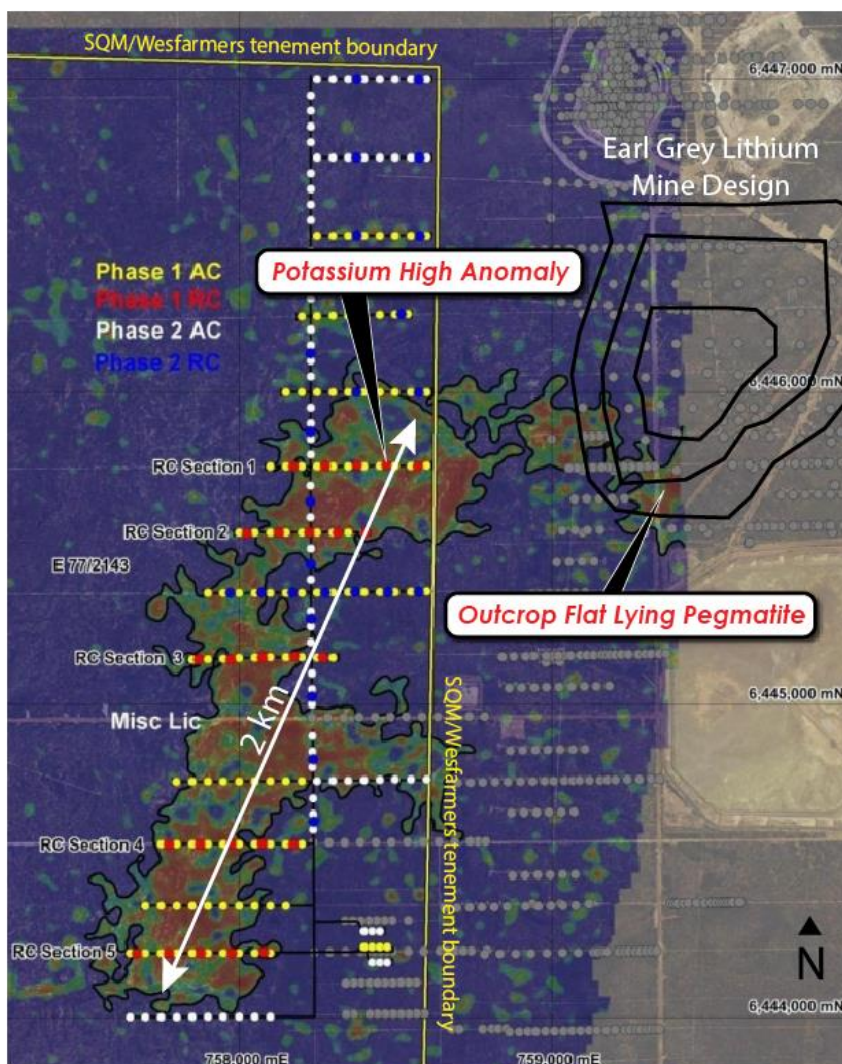 SQM/Wesfarmers tenement boundary
6,447,000 mN
Earl Grey Lithium
Mine Design
Phase 1 AC
Phase 1 RC
Phase 2 AC
Phase 2 RC
Potassium High Anomaly
6,446,000 mN
RC Section 1
RC Section 2
E 77/2143
Outcrop Flat Lying Pegmatite
RC Section 3
SQM/Wesfarmers tenement boundary
6,445,000 mN
Misc Lic
2 km
RC Section 4
RC Section 5
N
6,444,000 mN
758,000 mE
759,000 mE